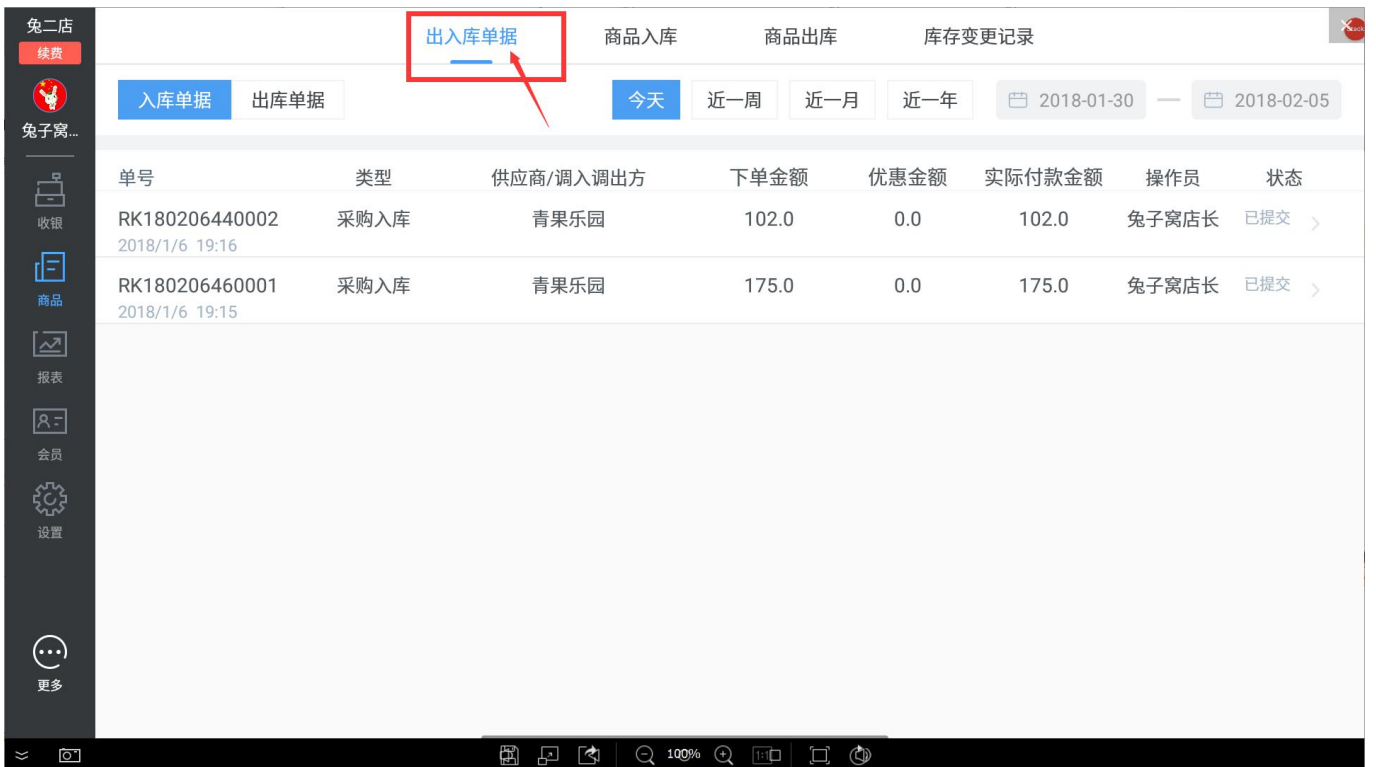 兔二店
续费
兔子窝...
收银
商品
报表
会员
设置
更多
出入库单据 商品入库 商品出库 库存变更记录
入库单据 出库单据 今天 近一周 近一月 近一年 2018-01-30 — 2018-02-05
单号 类型 供应商/调入调出方 下单金额 优惠金额 实际付款金额 操作员 状态
RK180206440002 采购入库 青果乐园 102.0 0.0 102.0 兔子窝店长 已提交
2018/1/6 19:16
RK180206460001 采购入库 青果乐园 175.0 0.0 175.0 兔子窝店长 已提交
2018/1/6 19:15
100% 1:1